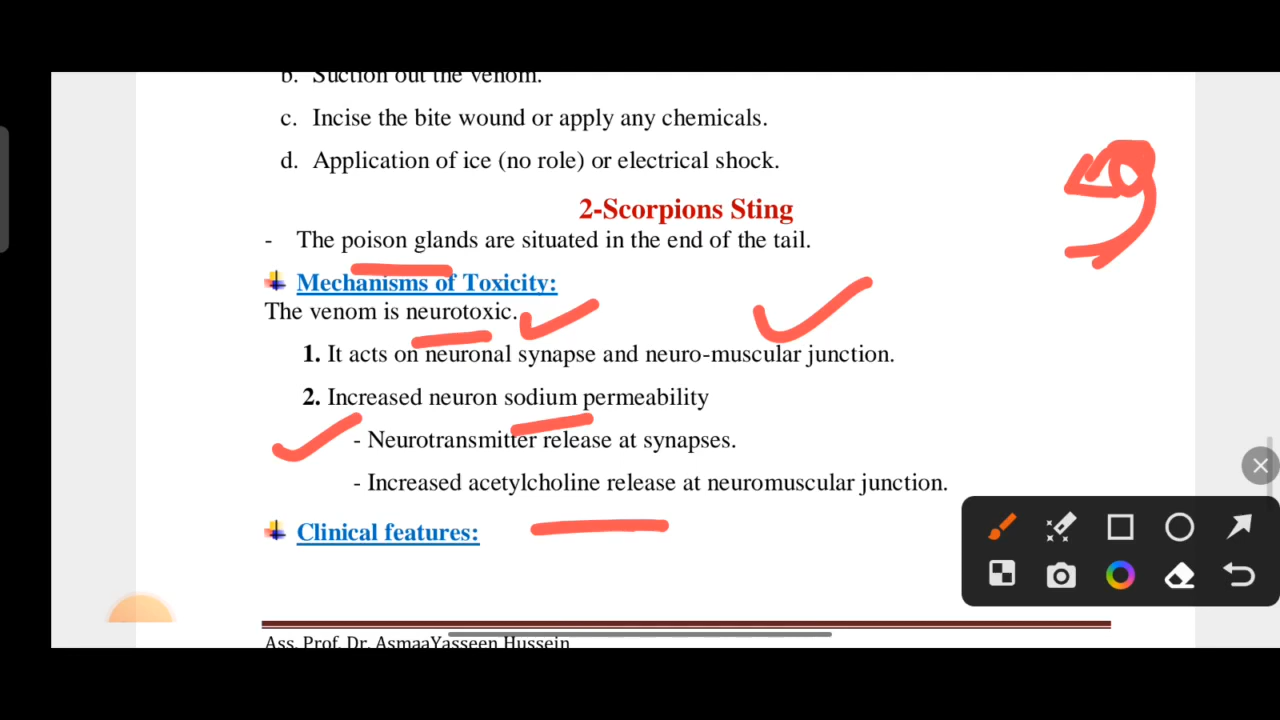 b. Suction out the venom.
c. Incise the bite wound or apply any chemicals.
d. Application of ice (no role) or electrical shock.
2-Scorpions Sting
- The poison glands are situated in the end of the tail.
Mechanisms of Toxicity:
The venom is neurotoxic.
1. It acts on neuronal synapse and neuro-muscular junction.
2. Increased neuron sodium permeability
- Neurotransmitter release at synapses.
- Increased acetylcholine release at neuromuscular junction.
Clinical features:
Ass. Prof. Dr. AsmaaYasseen Hussein